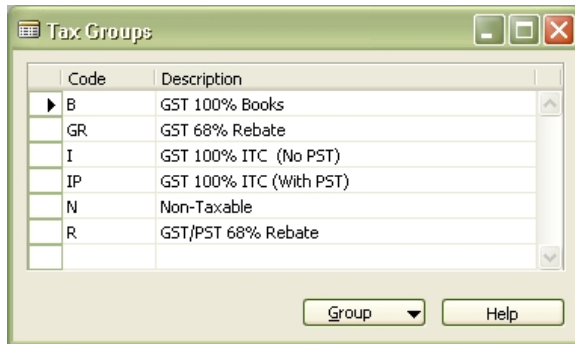 Tax Groups
Code Description
B GST 100% Books
GR GST 68% Rebate
I GST 100% ITC (No PST)
IP GST 100% ITC (With PST)
N Non-Taxable
R GST/PST 68% Rebate
Group Help